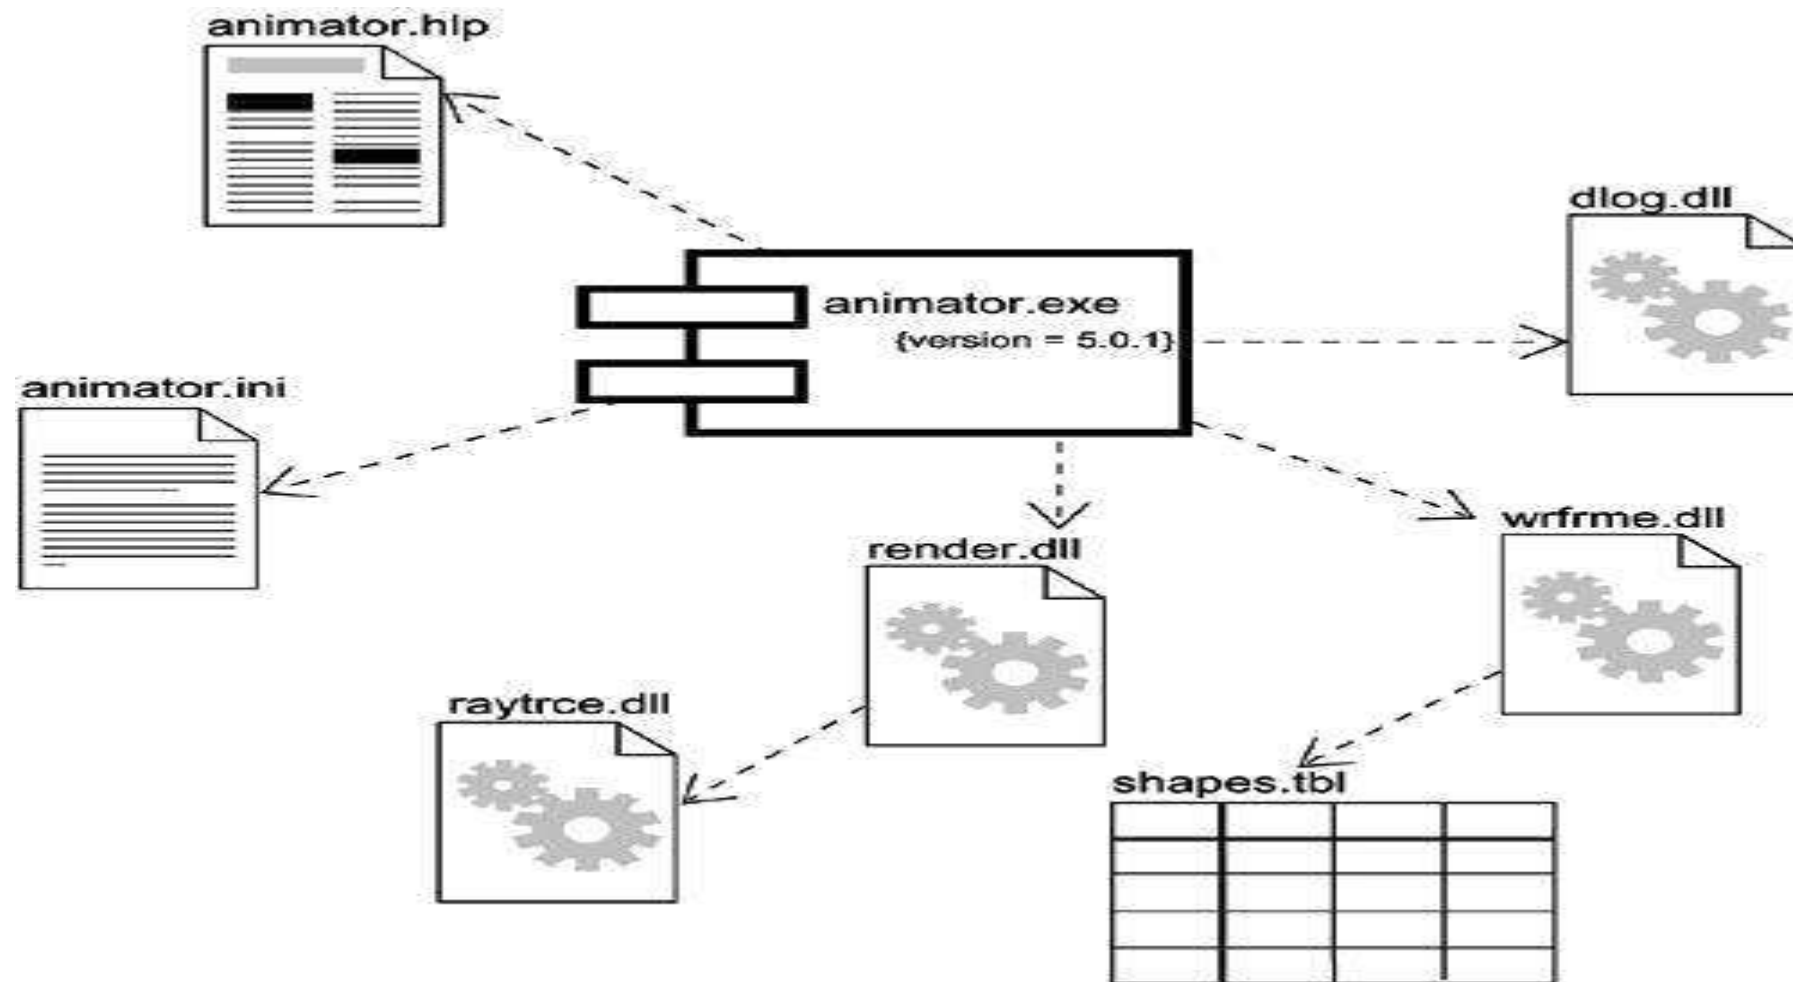 animator.hlp
dlog.dll
animator.exe
{version = 5.0.1}
animator.ini
wrfrme.dll
render.dll
raytrce.dll
shapes.tbl